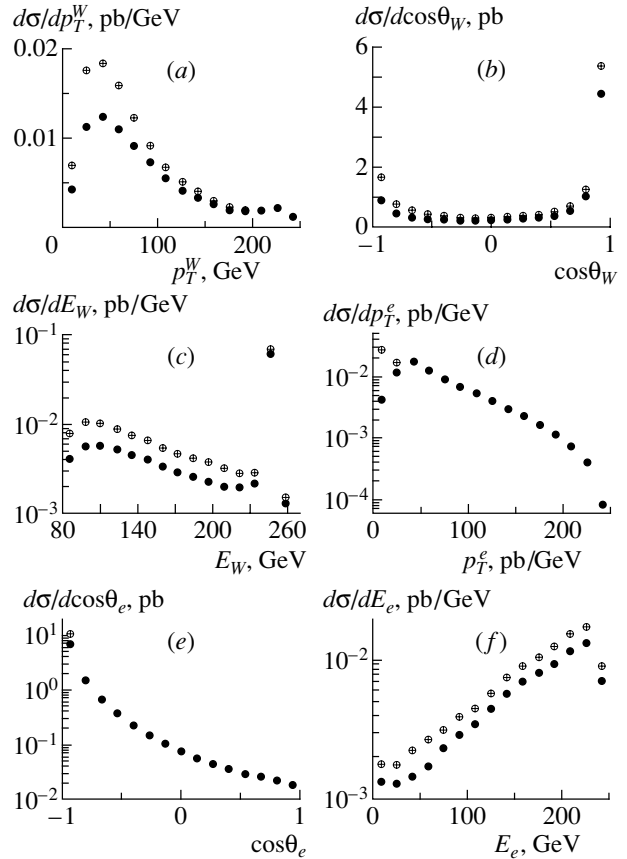 dσ/dp_T^W, pb/GeV
0.02
(a)
0.01
0
100
200
p_T^W, GeV
dσ/dcosθ_W, pb
6
(b)
4
2
0
−1
0
1
cosθ_W
dσ/dE_W, pb/GeV
10^−1
(c)
10^−2
10^−3
80
140
200
260
E_W, GeV
dσ/dp_T^e, pb/GeV
(d)
10^−2
10^−3
10^−4
0
100
200
p_T^e, pb/GeV
dσ/dcosθ_e, pb
10^1
(e)
10^0
10^−1
10^−2
−1
0
1
cosθ_e
dσ/dE_e, pb/GeV
(f)
10^−2
10^−3
0
100
200
E_e, GeV